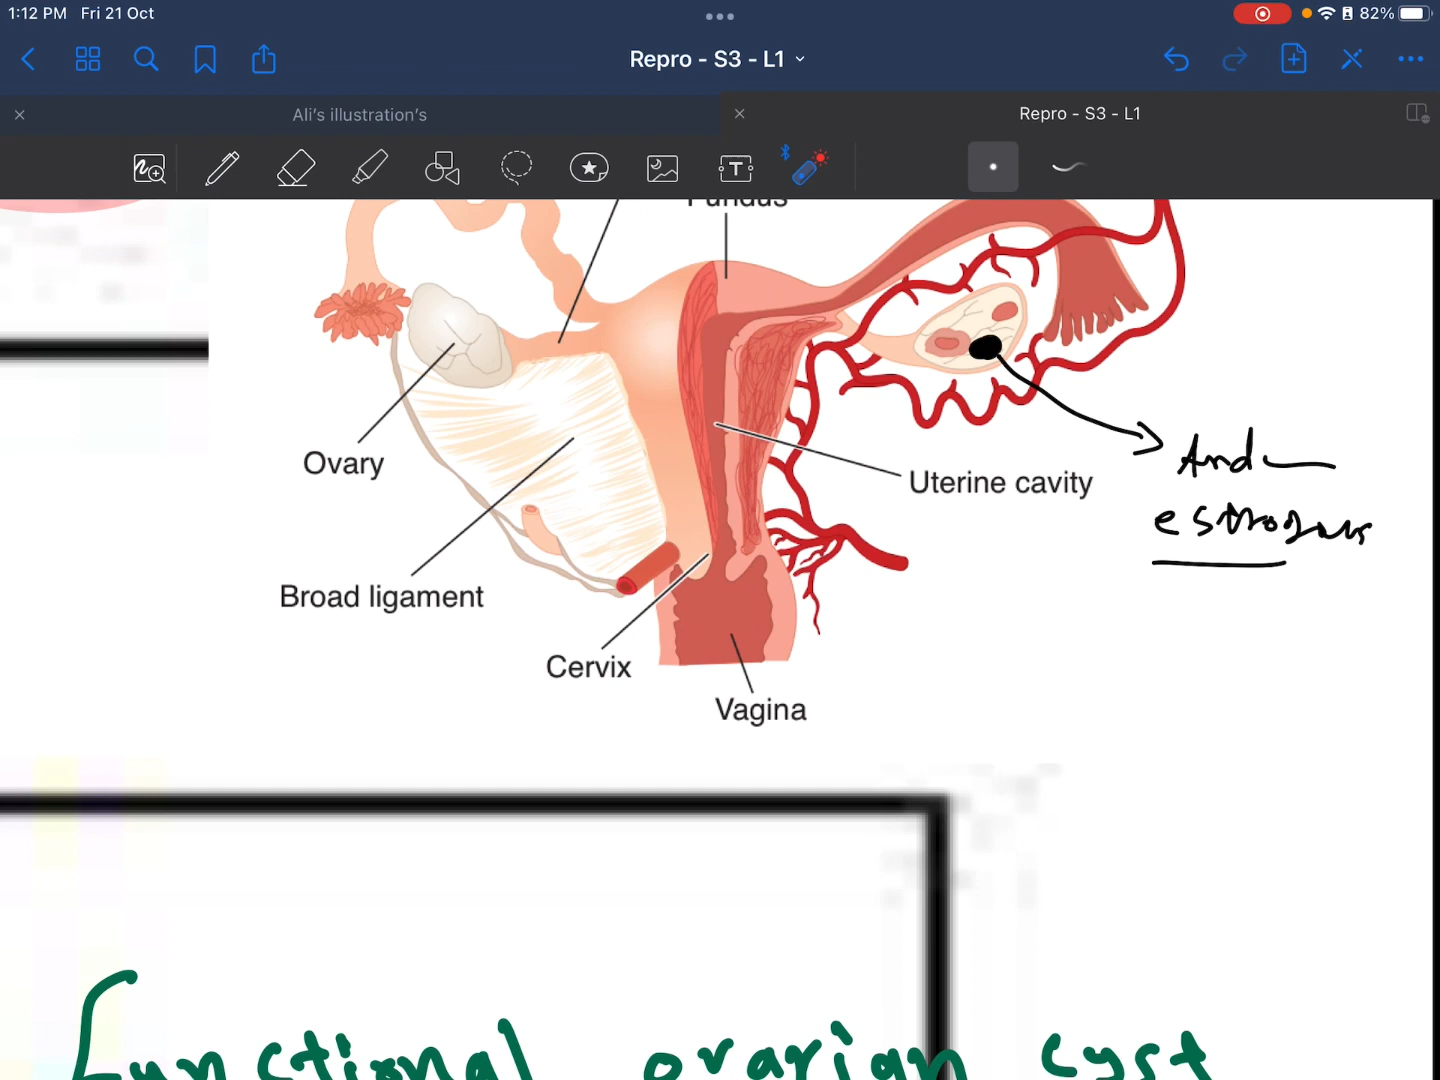 1:12 PM Fri 21 Oct
82%
Repro - S3 - L1
Ali's illustration's
Repro - S3 - L1
T
Fundus
Ovary
Uterine cavity
And
estrogens
Broad ligament
Cervix
Vagina
Functional ovarian cyst